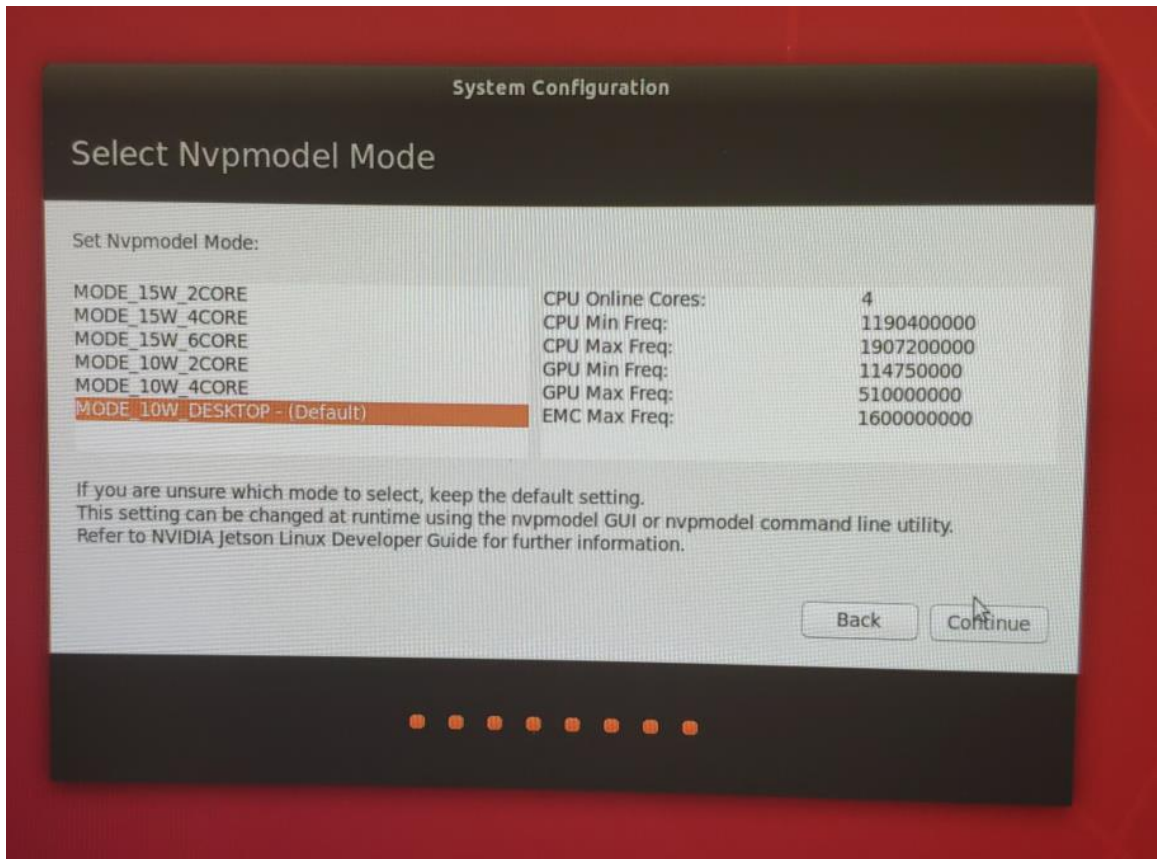 System Configuration
Select Nvpmodel Mode
Set Nvpmodel Mode:
MODE_15W_2CORE
MODE_15W_4CORE
MODE_15W_6CORE
MODE_10W_2CORE
MODE_10W_4CORE
MODE_10W_DESKTOP - (Default)
CPU Online Cores: 4
CPU Min Freq: 1190400000
CPU Max Freq: 1907200000
GPU Min Freq: 114750000
GPU Max Freq: 510000000
EMC Max Freq: 1600000000
If you are unsure which mode to select, keep the default setting.
This setting can be changed at runtime using the nvpmodel GUI or nvpmodel command line utility.
Refer to NVIDIA Jetson Linux Developer Guide for further information.
Back Continue